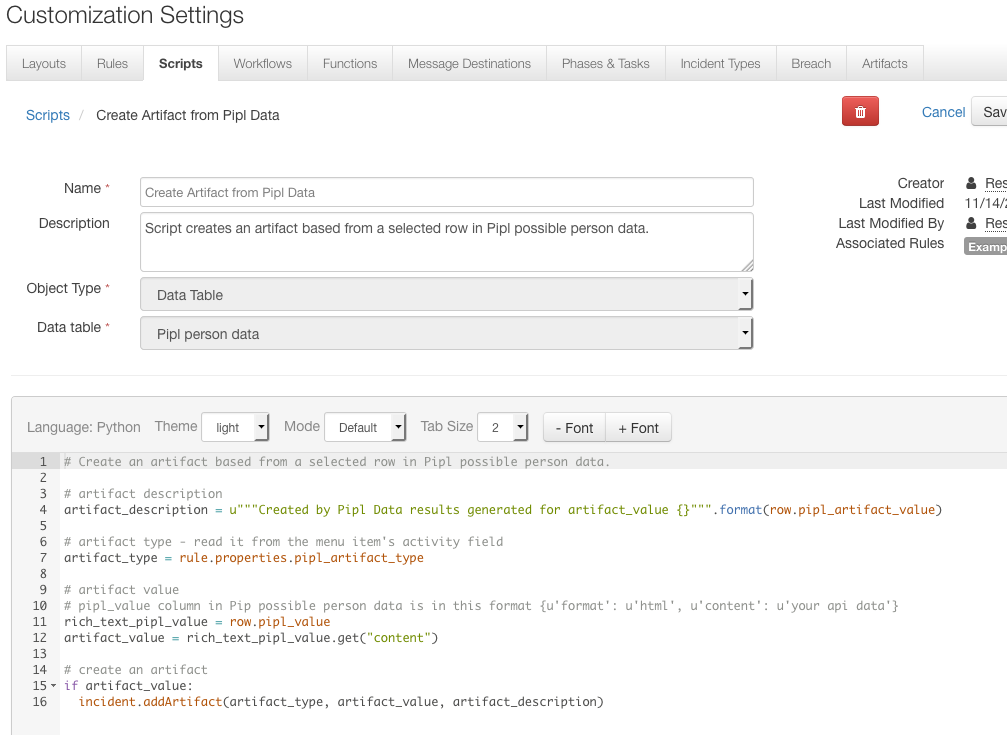 Customization Settings
Layouts Rules Scripts Workflows Functions Message Destinations Phases & Tasks Incident Types Breach Artifacts
Scripts / Create Artifact from Pipl Data Cancel Sav
Name * Create Artifact from Pipl Data
Creator Res
Last Modified 11/14/2
Description Script creates an artifact based from a selected row in Pipl possible person data.
Last Modified By Res
Associated Rules Examp
Object Type * Data Table
Data table * Pipl person data
Language: Python Theme light Mode Default Tab Size 2 - Font + Font
1 # Create an artifact based from a selected row in Pipl possible person data.
2
3 # artifact description
4 artifact_description = u"""Created by Pipl Data results generated for artifact_value {}""".format(row.pipl_artifact_value)
5
6 # artifact type - read it from the menu item's activity field
7 artifact_type = rule.properties.pipl_artifact_type
8
9 # artifact value
10 # pipl_value column in Pip possible person data is in this format {u'format': u'html', u'content': u'your api data'}
11 rich_text_pipl_value = row.pipl_value
12 artifact_value = rich_text_pipl_value.get("content")
13
14 # create an artifact
15 if artifact_value:
16 incident.addArtifact(artifact_type, artifact_value, artifact_description)